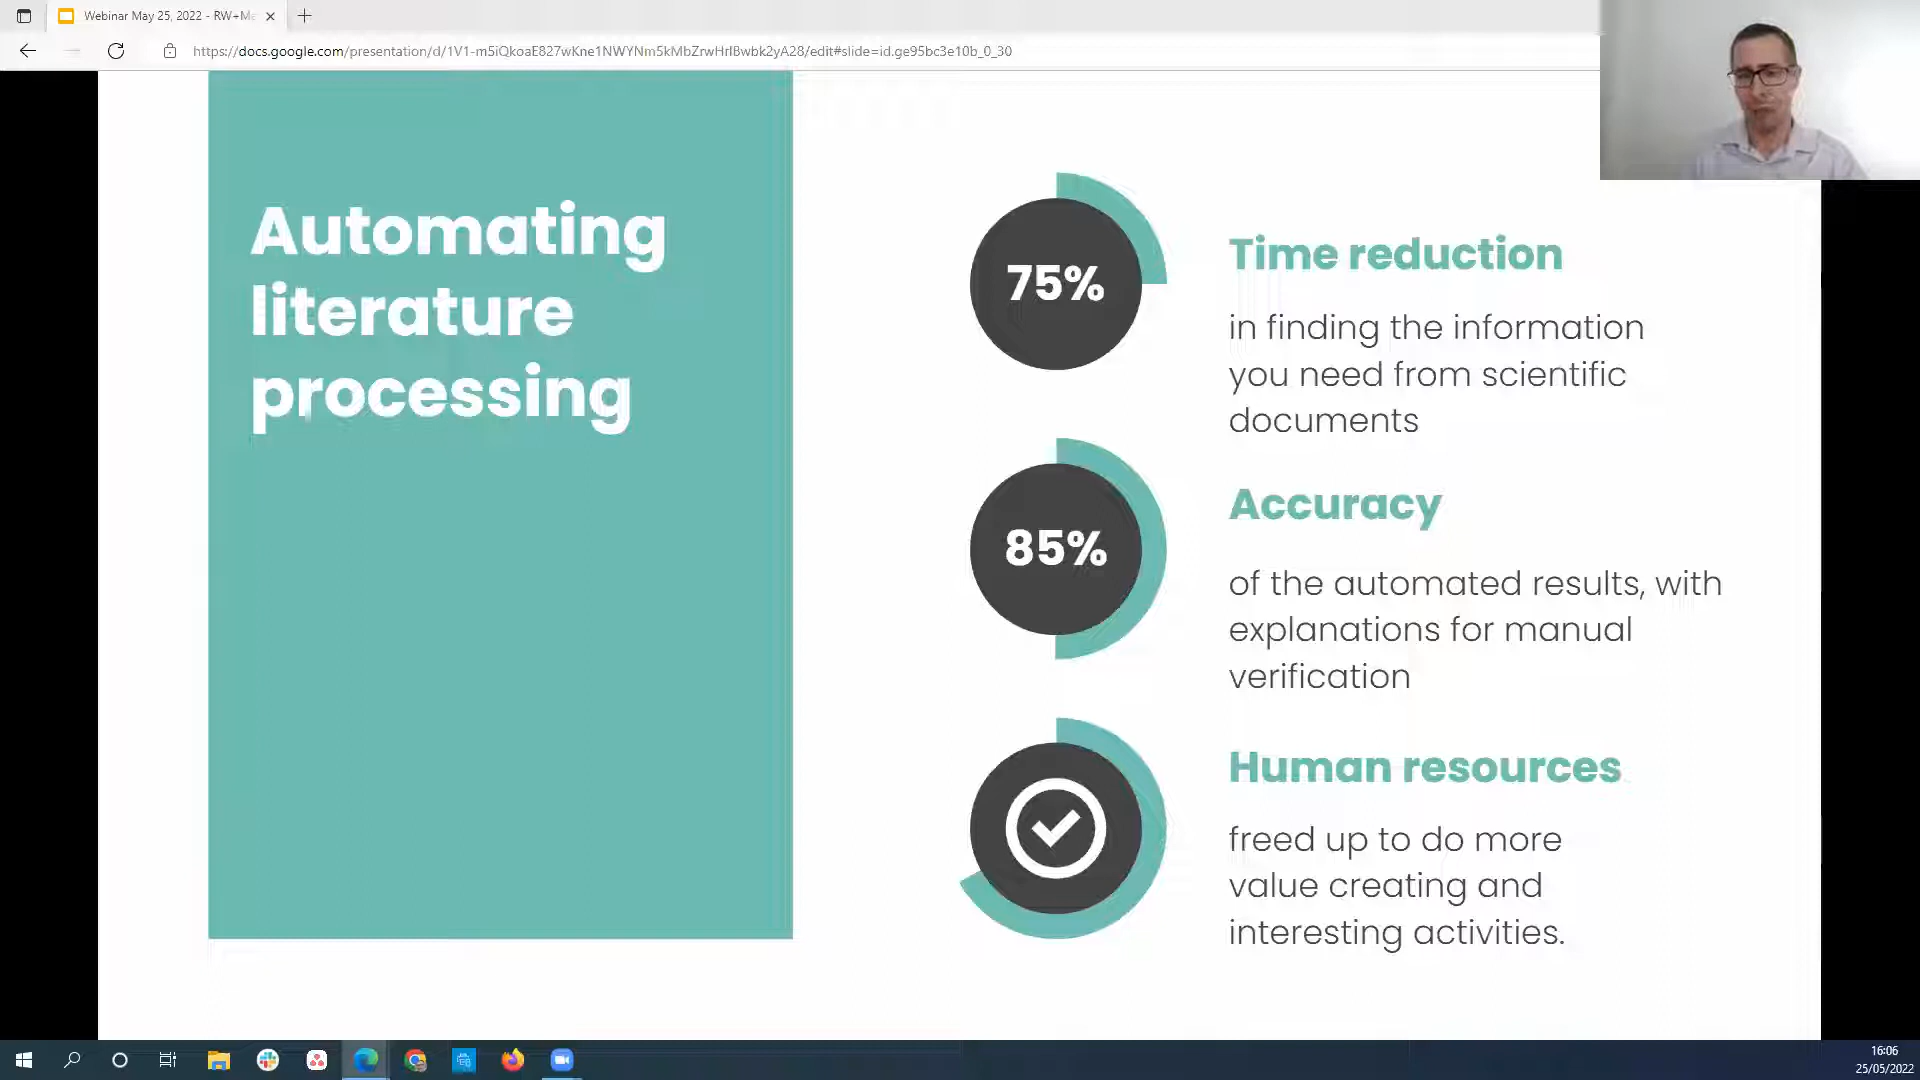 Webinar May 25, 2022 - RW+Me
https://docs.google.com/presentation/d/1V1-m5iQkoaE827wKne1NWYNm5kMbZrwHrIBwbk2yA28/edit#slide=id.ge95bc3e10b_0_30
Automating
literature
processing
75%
Time reduction
in finding the information
you need from scientific
documents
85%
Accuracy
of the automated results, with
explanations for manual
verification
Human resources
freed up to do more
value creating and
interesting activities.
16:06
25/05/2022